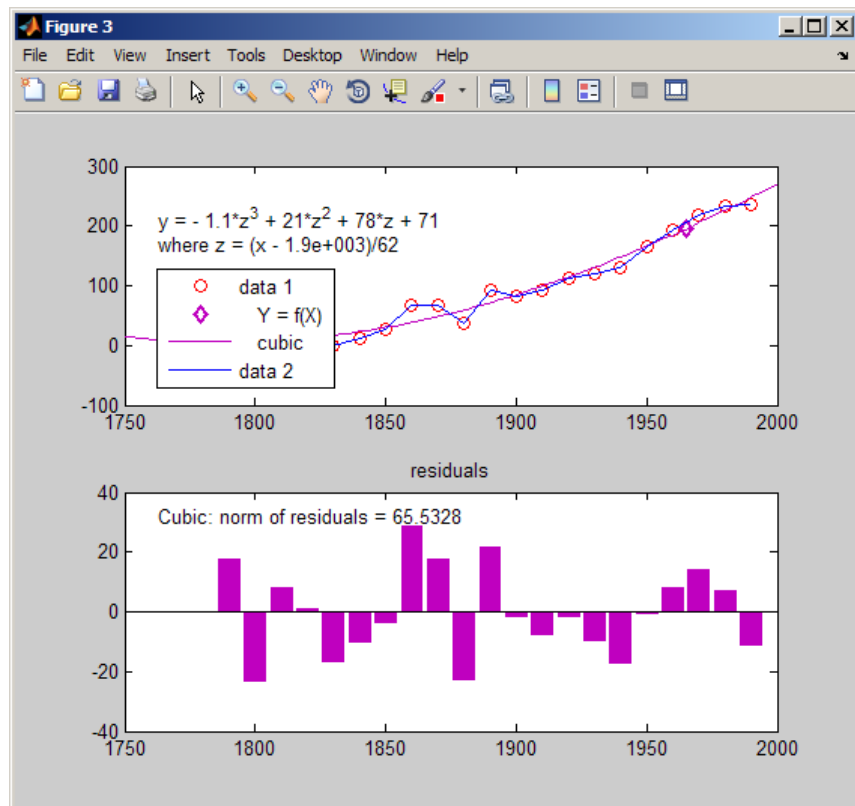 Figure 3
File Edit View Insert Tools Desktop Window Help
300
200
100
0
-100
y = - 1.1*z^3 + 21*z^2 + 78*z + 71
where z = (x - 1.9e+003)/62
data 1
Y = f(X)
cubic
data 2
1750 1800 1850 1900 1950 2000
residuals
40
20
0
-20
-40
Cubic: norm of residuals = 65.5328
1750 1800 1850 1900 1950 2000